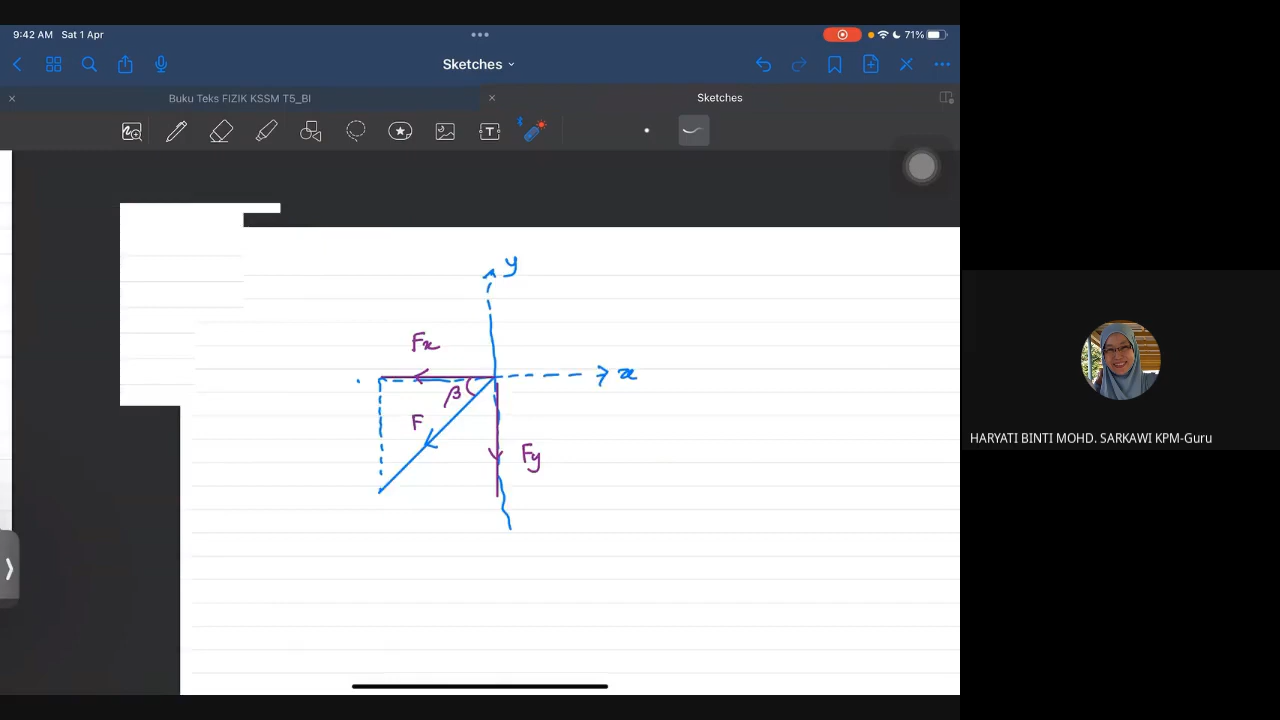 9:42 AM Sat 1 Apr
71%
Sketches
Buku Teks FIZIK KSSM T5_BI
Sketches
T
y
Fx
x
β
F
Fy
HARYATI BINTI MOHD. SARKAWI KPM-Guru